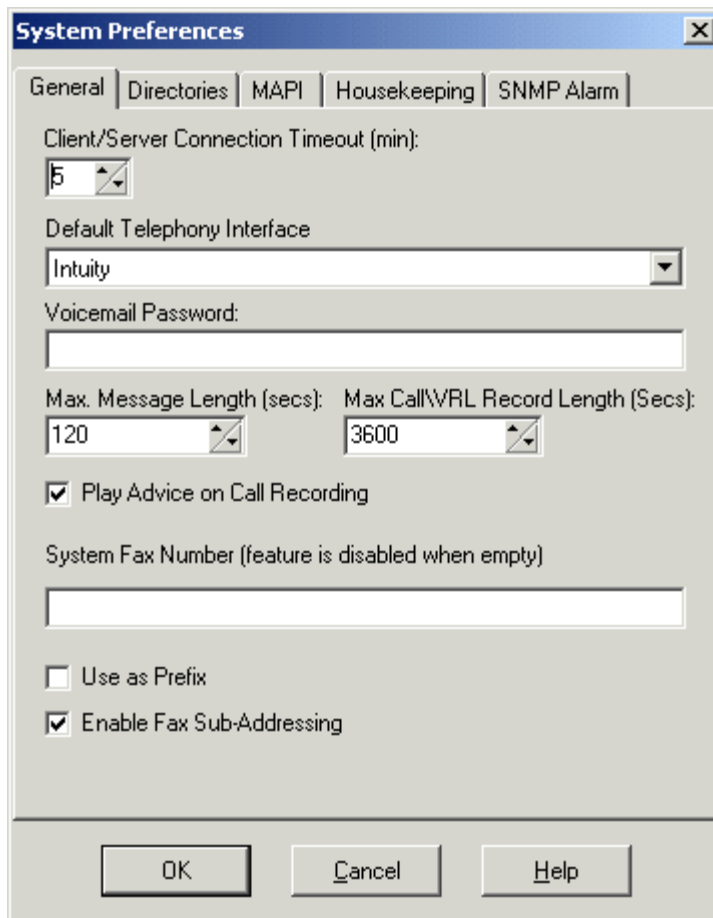 System Preferences
General Directories MAPI Housekeeping SNMP Alarm
Client/Server Connection Timeout (min):
5
Default Telephony Interface
Intuity
Voicemail Password:
Max. Message Length (secs): Max Call\VRL Record Length (Secs):
120 3600
Play Advice on Call Recording
System Fax Number (feature is disabled when empty)
Use as Prefix
Enable Fax Sub-Addressing
OK Cancel Help